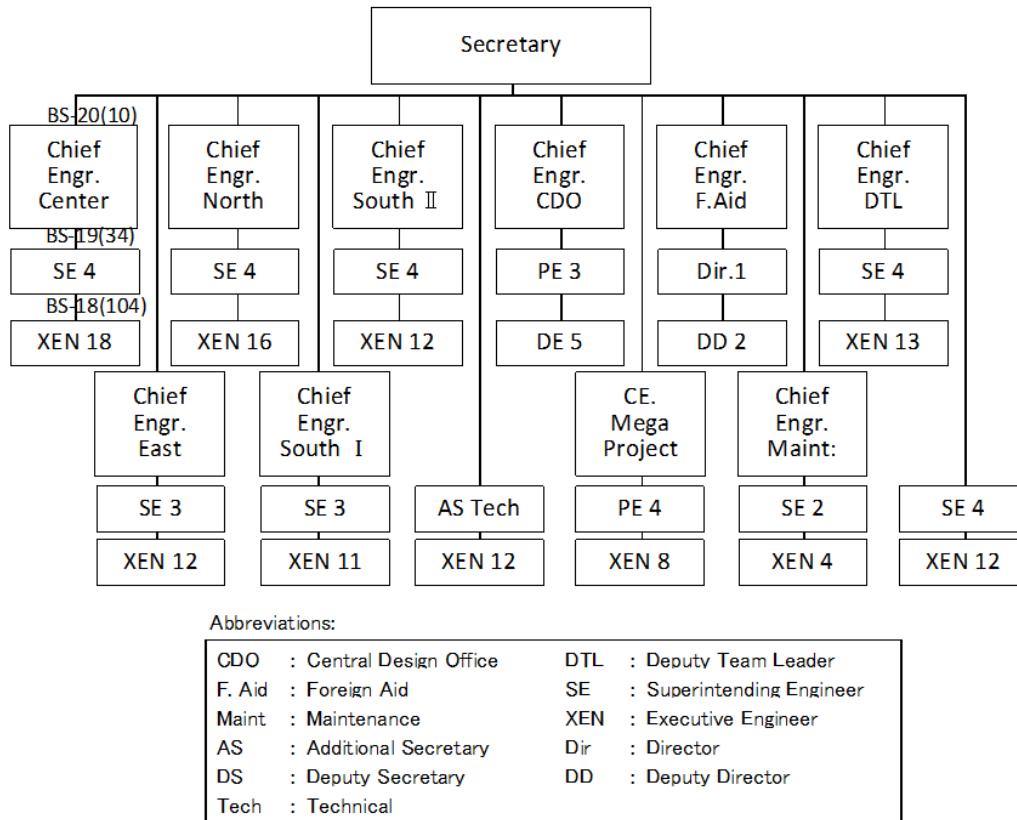 Secretary
BS-20(10)
Chief
Engr.
Center
Chief
Engr.
North
Chief
Engr.
South Ⅱ
Chief
Engr.
CDO
Chief
Engr.
F.Aid
Chief
Engr.
DTL
BS-19(34)
SE 4
SE 4
SE 4
PE 3
Dir.1
SE 4
BS-18(104)
XEN 18
XEN 16
XEN 12
DE 5
DD 2
XEN 13
Chief
Engr.
East
Chief
Engr.
South Ⅰ
CE.
Mega
Project
Chief
Engr.
Maint:
SE 3
SE 3
AS Tech
PE 4
SE 2
SE 4
XEN 12
XEN 11
XEN 12
XEN 8
XEN 4
XEN 12
Abbreviations:
CDO : Central Design Office DTL : Deputy Team Leader
F. Aid : Foreign Aid SE : Superintending Engineer
Maint : Maintenance XEN : Executive Engineer
AS : Additional Secretary Dir : Director
DS : Deputy Secretary DD : Deputy Director
Tech : Technical